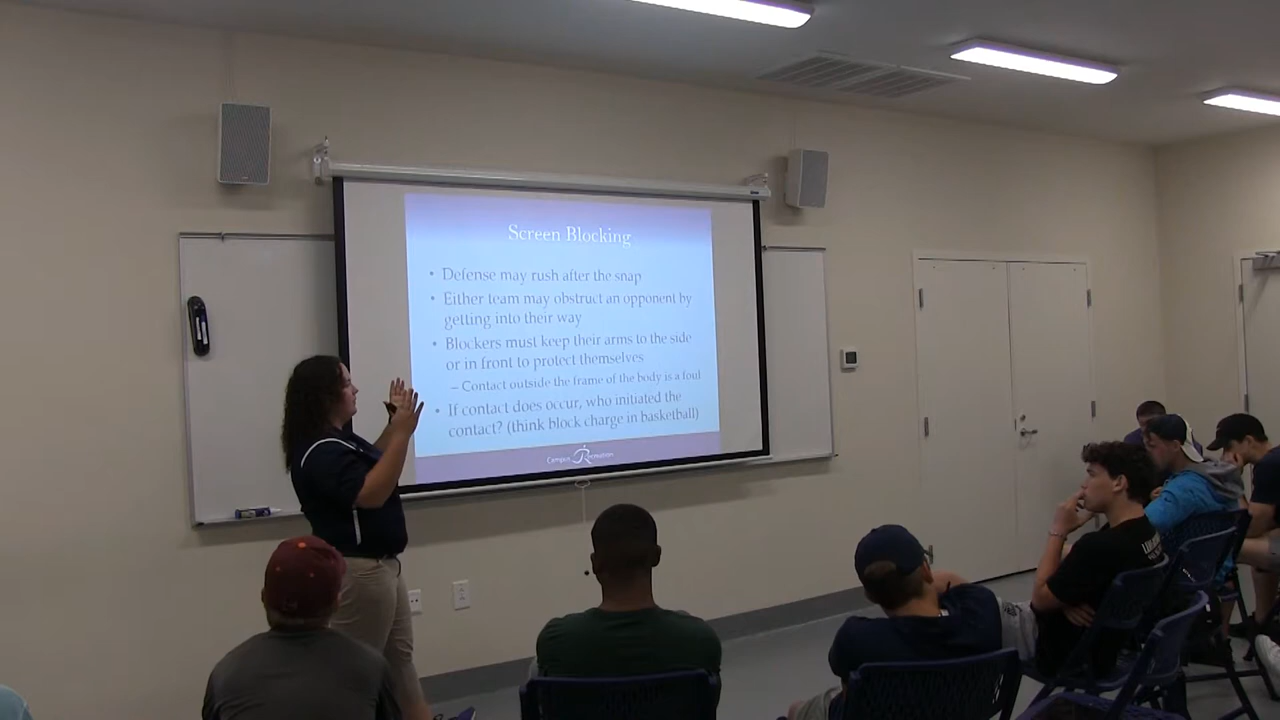 Screen Blocking
• Defense may rush after the snap
• Either team may obstruct an opponent by
getting into their way
• Blockers must keep their arms to the side
or in front to protect themselves
– Contact outside the frame of the body is a foul
• If contact does occur, who initiated the
contact? (think block charge in basketball)
Campus Recreation